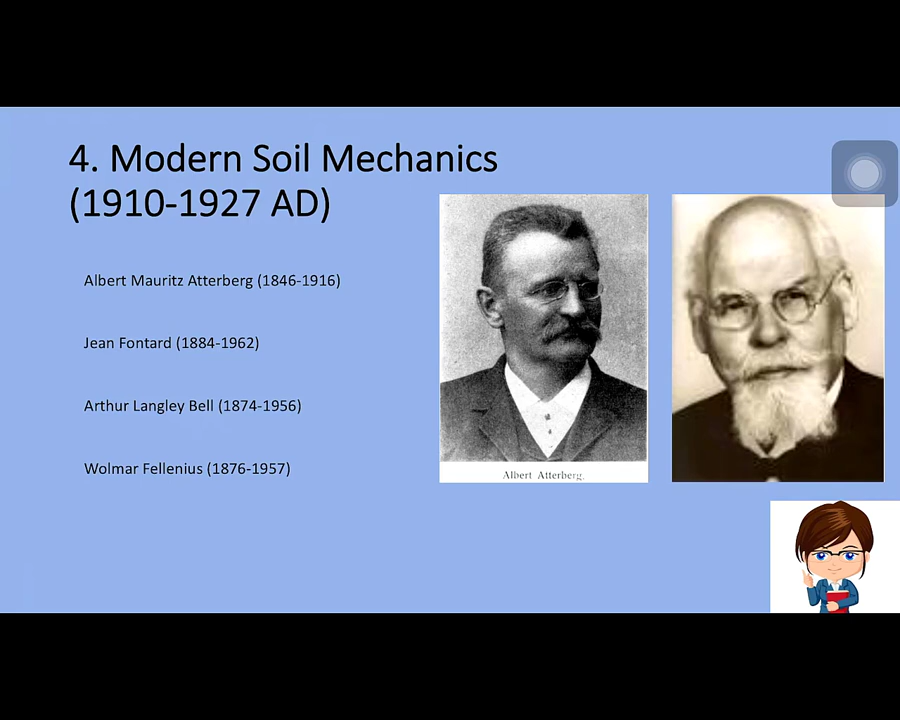 4. Modern Soil Mechanics
(1910-1927 AD)
Albert Mauritz Atterberg (1846-1916)
Jean Fontard (1884-1962)
Arthur Langley Bell (1874-1956)
Wolmar Fellenius (1876-1957)
Albert Atterberg.